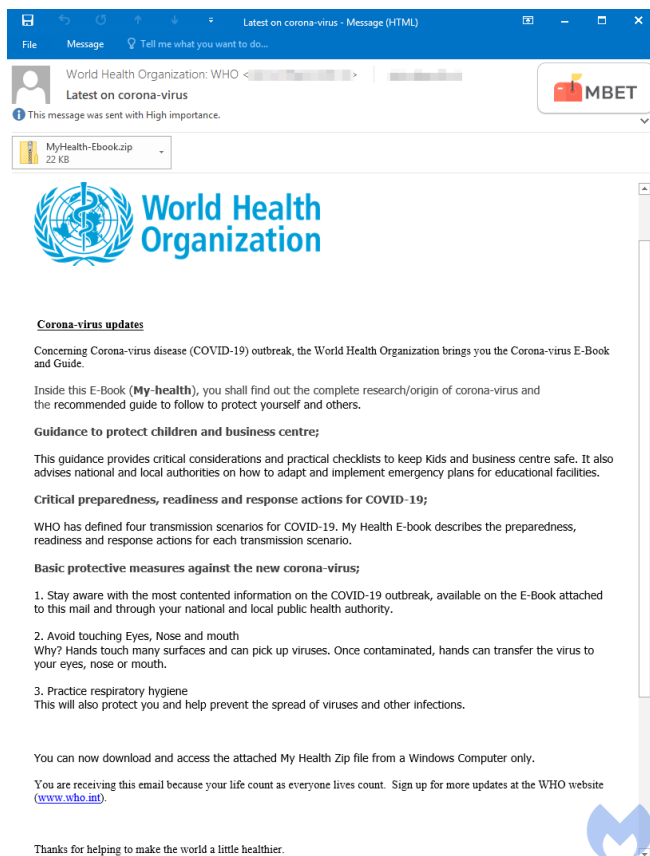 Latest on corona-virus - Message (HTML)
File Message Tell me what you want to do...
World Health Organization: WHO < >
Latest on corona-virus
This message was sent with High importance.
MBET
MyHealth-Ebook.zip
22 KB
World Health
Organization
Corona-virus updates
Concerning Corona-virus disease (COVID-19) outbreak, the World Health Organization brings you the Corona-virus E-Book
and Guide.
Inside this E-Book (My-health), you shall find out the complete research/origin of corona-virus and
the recommended guide to follow to protect yourself and others.
Guidance to protect children and business centre;
This guidance provides critical considerations and practical checklists to keep Kids and business centre safe. It also
advises national and local authorities on how to adapt and implement emergency plans for educational facilities.
Critical preparedness, readiness and response actions for COVID-19;
WHO has defined four transmission scenarios for COVID-19. My Health E-book describes the preparedness,
readiness and response actions for each transmission scenario.
Basic protective measures against the new corona-virus;
1. Stay aware with the most contented information on the COVID-19 outbreak, available on the E-Book attached
to this mail and through your national and local public health authority.
2. Avoid touching Eyes, Nose and mouth
Why? Hands touch many surfaces and can pick up viruses. Once contaminated, hands can transfer the virus to
your eyes, nose or mouth.
3. Practice respiratory hygiene
This will also protect you and help prevent the spread of viruses and other infections.
You can now download and access the attached My Health Zip file from a Windows Computer only.
You are receiving this email because your life count as everyone lives count. Sign up for more updates at the WHO website
(www.who.int).
Thanks for helping to make the world a little healthier.